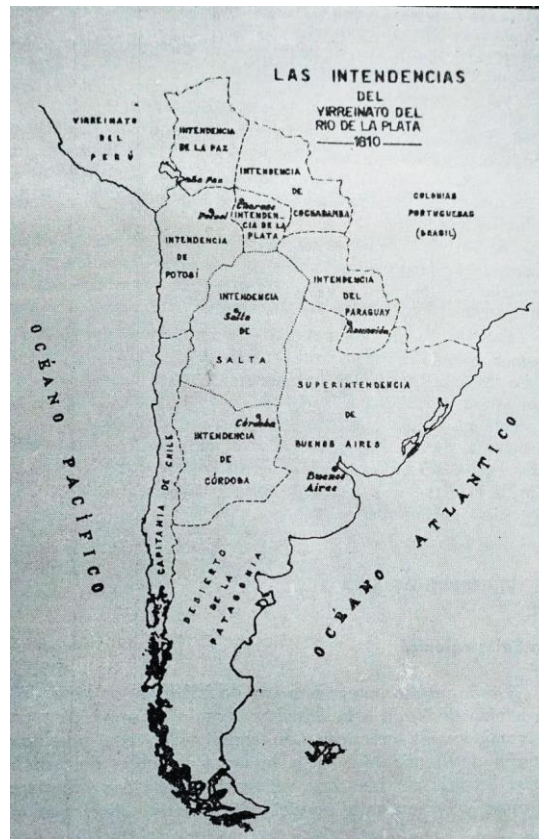 LAS INTENDENCIAS
DEL
VIRREINATO DEL
RIO DE LA PLATA
1810
VIRREINATO
DEL
PERÚ
INTENDENCIA
DE LA PAZ
La Paz
INTENDENCIA
DE
COCHABAMBA
COLONIAS
PORTUGUESAS
(BRASIL)
Charcas
INTENDEN-
CIA DE LA
PLATA
Potosí
INTENDENCIA
DE POTOSÍ
INTENDENCIA
DEL
PARAGUAY
Asunción
INTENDENCIA
Salta
DE
SALTA
SUPERINTENDENCIA
DE
BUENOS AIRES
Córdoba
INTENDENCIA
DE
CÓRDOBA
Buenos
Aires
CAPITANIA DE CHILE
DESIERTO
DE LA
PATAGONIA
OCÉANO PACÍFICO
OCÉANO ATLÁNTICO